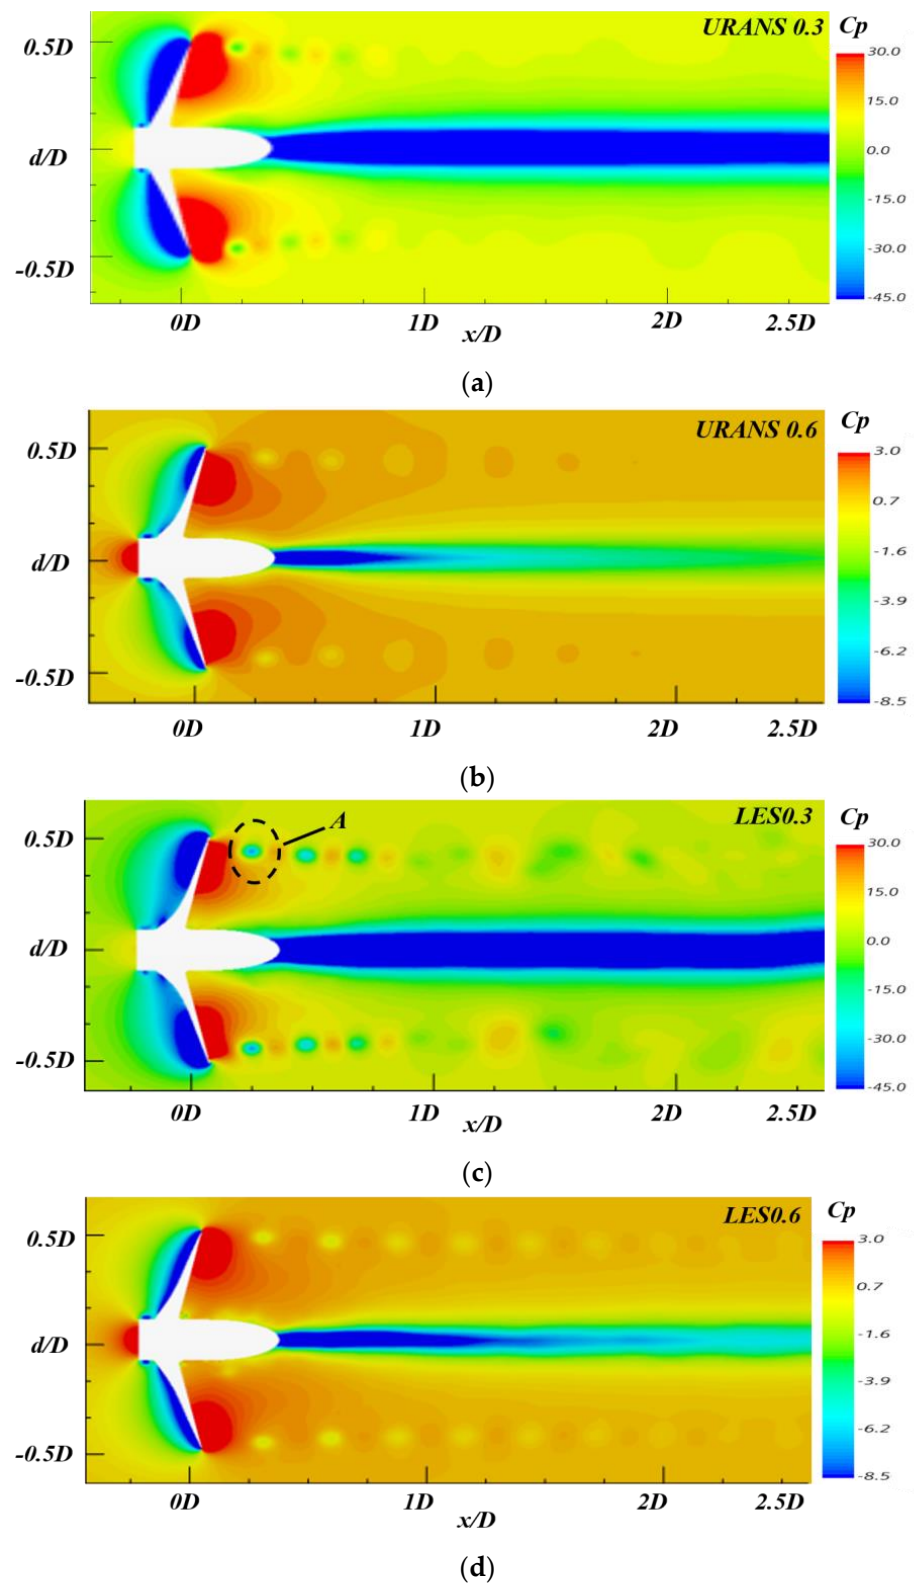 URANS 0.3 Cp
0.5D
d/D
-0.5D
30.0
15.0
0.0
-15.0
-30.0
-45.0
0D 1D 2D 2.5D
x/D
(a)
URANS 0.6 Cp
0.5D
d/D
-0.5D
3.0
0.7
-1.6
-3.9
-6.2
-8.5
0D 1D 2D 2.5D
(b)
LES0.3 Cp
A
0.5D
d/D
-0.5D
30.0
15.0
0.0
-15.0
-30.0
-45.0
0D 1D 2D 2.5D
x/D
(c)
LES0.6 Cp
0.5D
d/D
-0.5D
3.0
0.7
-1.6
-3.9
-6.2
-8.5
0D 1D 2D 2.5D
x/D
(d)